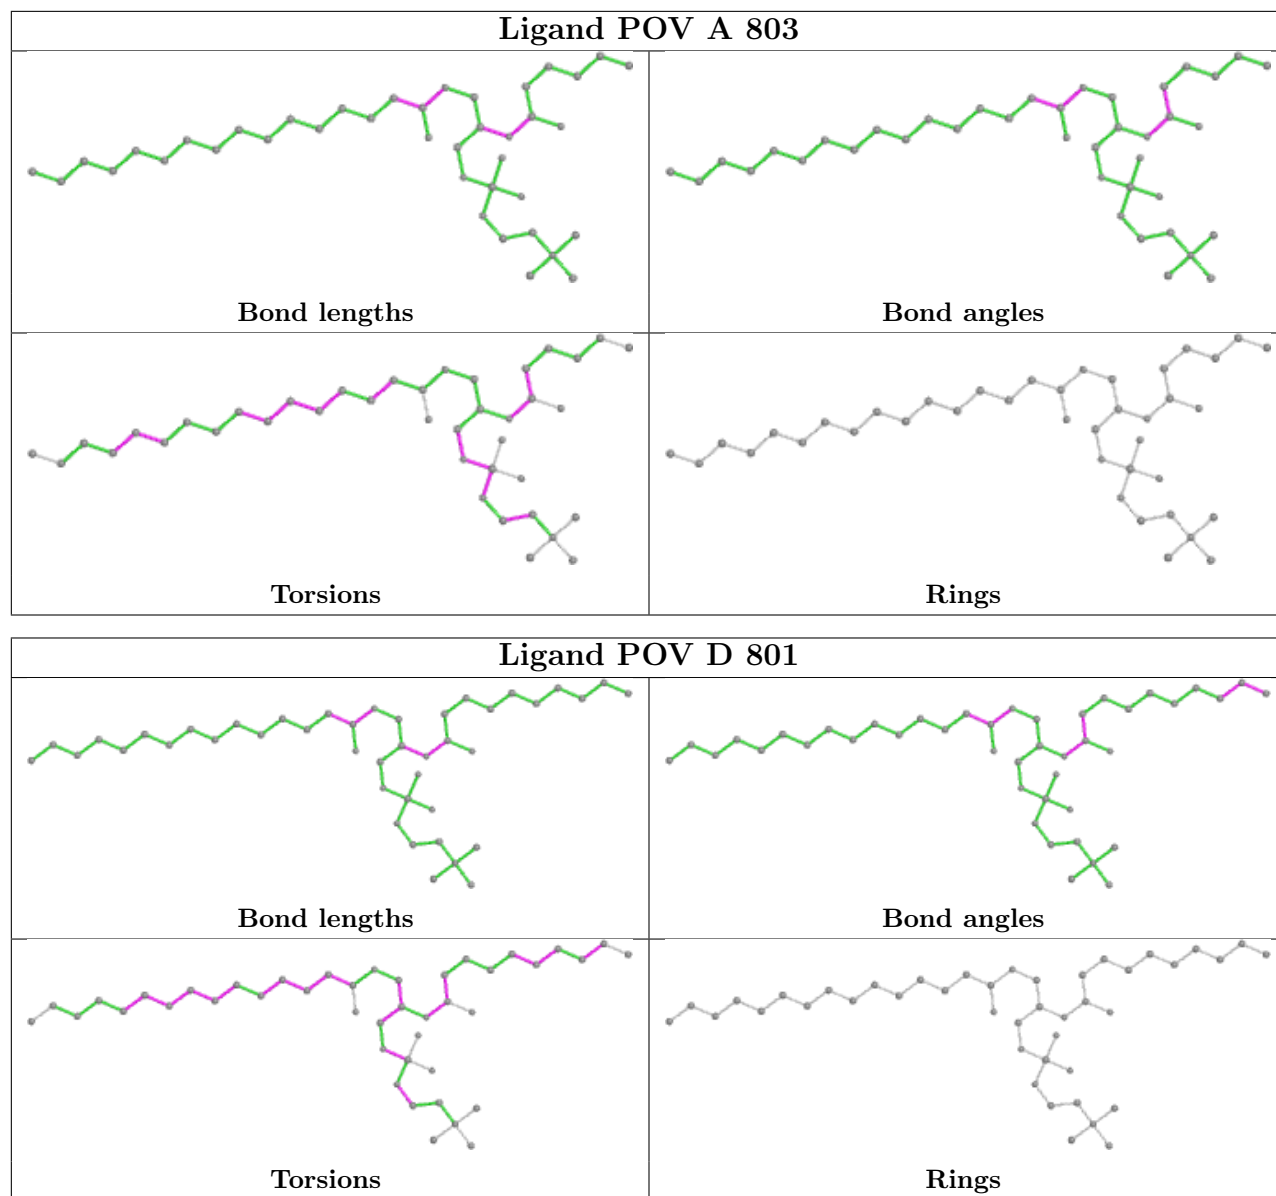 Ligand POV A 803
Bond lengths
Bond angles
Torsions
Rings
Ligand POV D 801
Bond lengths
Bond angles
Torsions
Rings